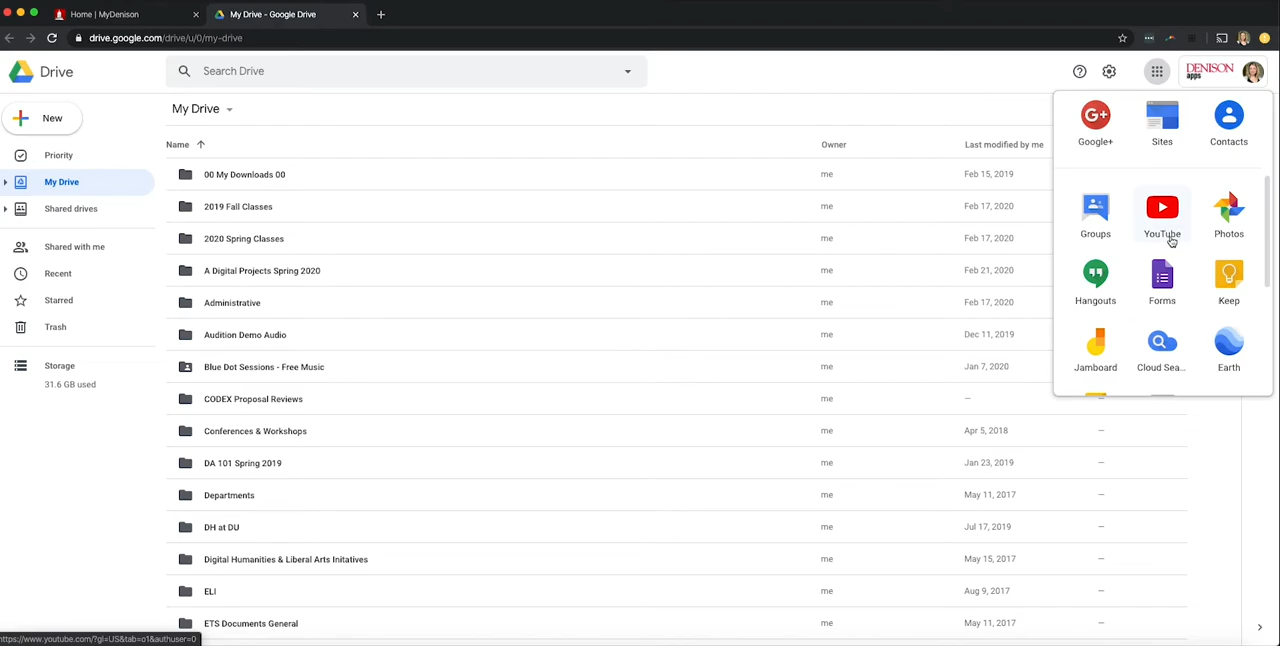 Home | MyDenison
My Drive - Google Drive
drive.google.com/drive/u/0/my-drive
Drive
Search Drive
DENISON
apps
New
My Drive
Priority
My Drive
Shared drives
Shared with me
Recent
Starred
Trash
Storage
31.6 GB used
Name Owner Last modified by me
00 My Downloads 00 me Feb 15, 2019
2019 Fall Classes me Feb 17, 2020
2020 Spring Classes me Feb 17, 2020
A Digital Projects Spring 2020 me Feb 21, 2020
Administrative me Feb 17, 2020
Audition Demo Audio me Dec 11, 2019
Blue Dot Sessions - Free Music me Jan 7, 2020
CODEX Proposal Reviews me — —
Conferences & Workshops me Apr 5, 2018 —
DA 101 Spring 2019 me Jan 23, 2019 —
Departments me May 11, 2017 —
DH at DU me Jul 17, 2019 —
Digital Humanities & Liberal Arts Initatives me May 15, 2017 —
ELI me Aug 9, 2017 —
ETS Documents General me May 11, 2017 —
G+
Google+ Sites Contacts
Groups YouTube Photos
Hangouts Forms Keep
Jamboard Cloud Sea... Earth
https://www.youtube.com/?gl=US&tab=o1&authuser=0